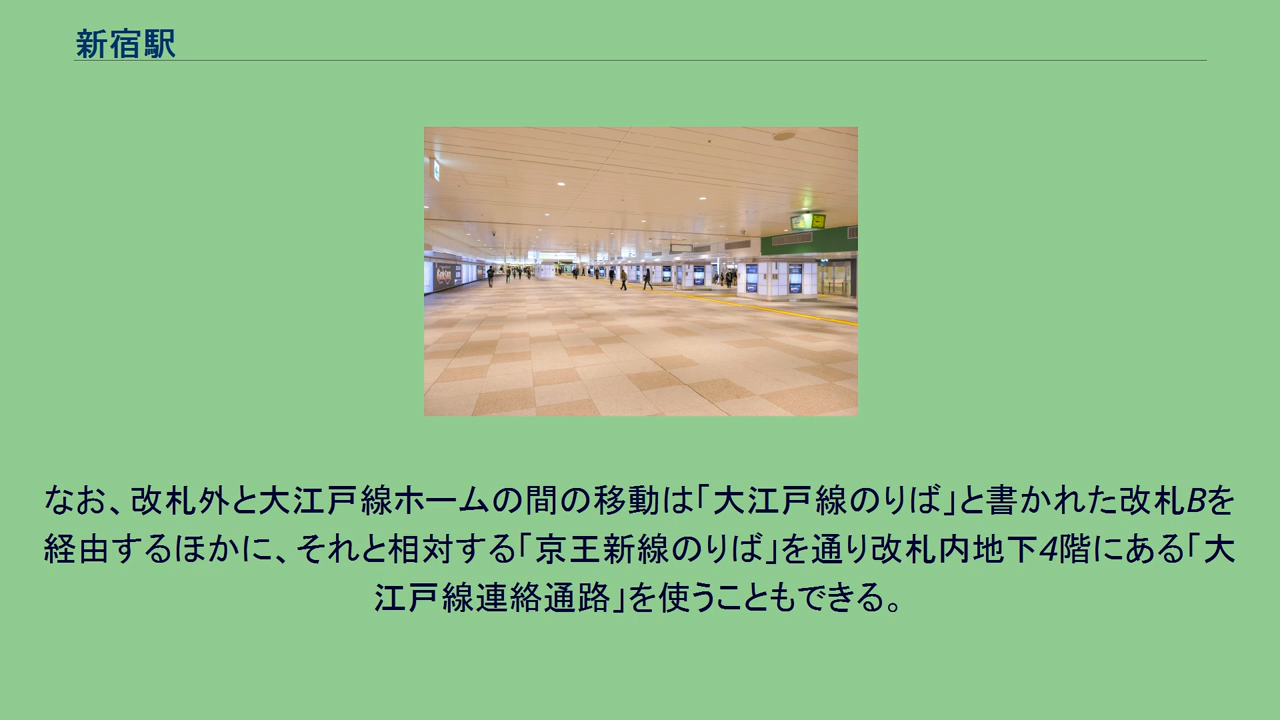 新宿駅
なお、改札外と大江戸線ホームの間の移動は「大江戸線のりば」と書かれた改札Bを
経由するほかに、それと相対する「京王新線のりば」を通り改札内地下4階にある「大
江戸線連絡通路」を使うこともできる。